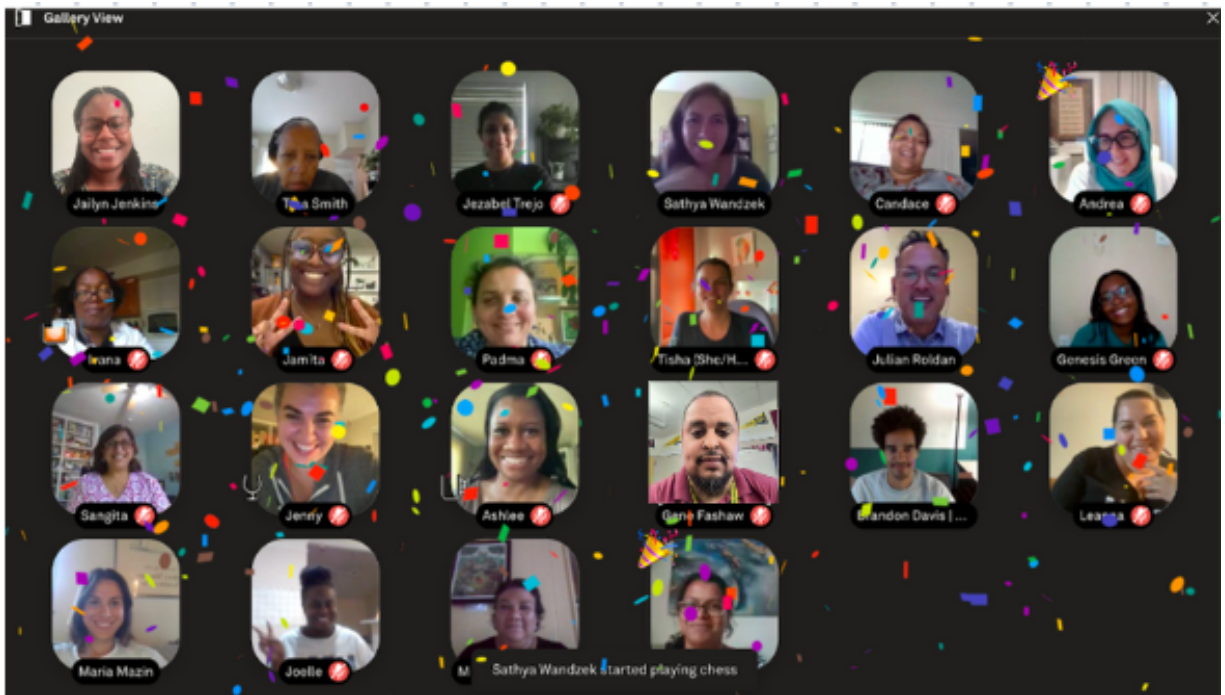 Gallery View
Jailyn Jenkins
Tina Smith
Jezabel Trejo
Sathya Wandzek
Candace
Andrea
Ivana
Jamita
Padma
Tisha (She/H...
Julian Roldan
Genesis Green
Sangita
Jenny
Ashlee
Gene Fashaw
Brandon Davis | ...
Leanna
Maria Mazin
Joelle
M
Sathya Wandzek started playing chess